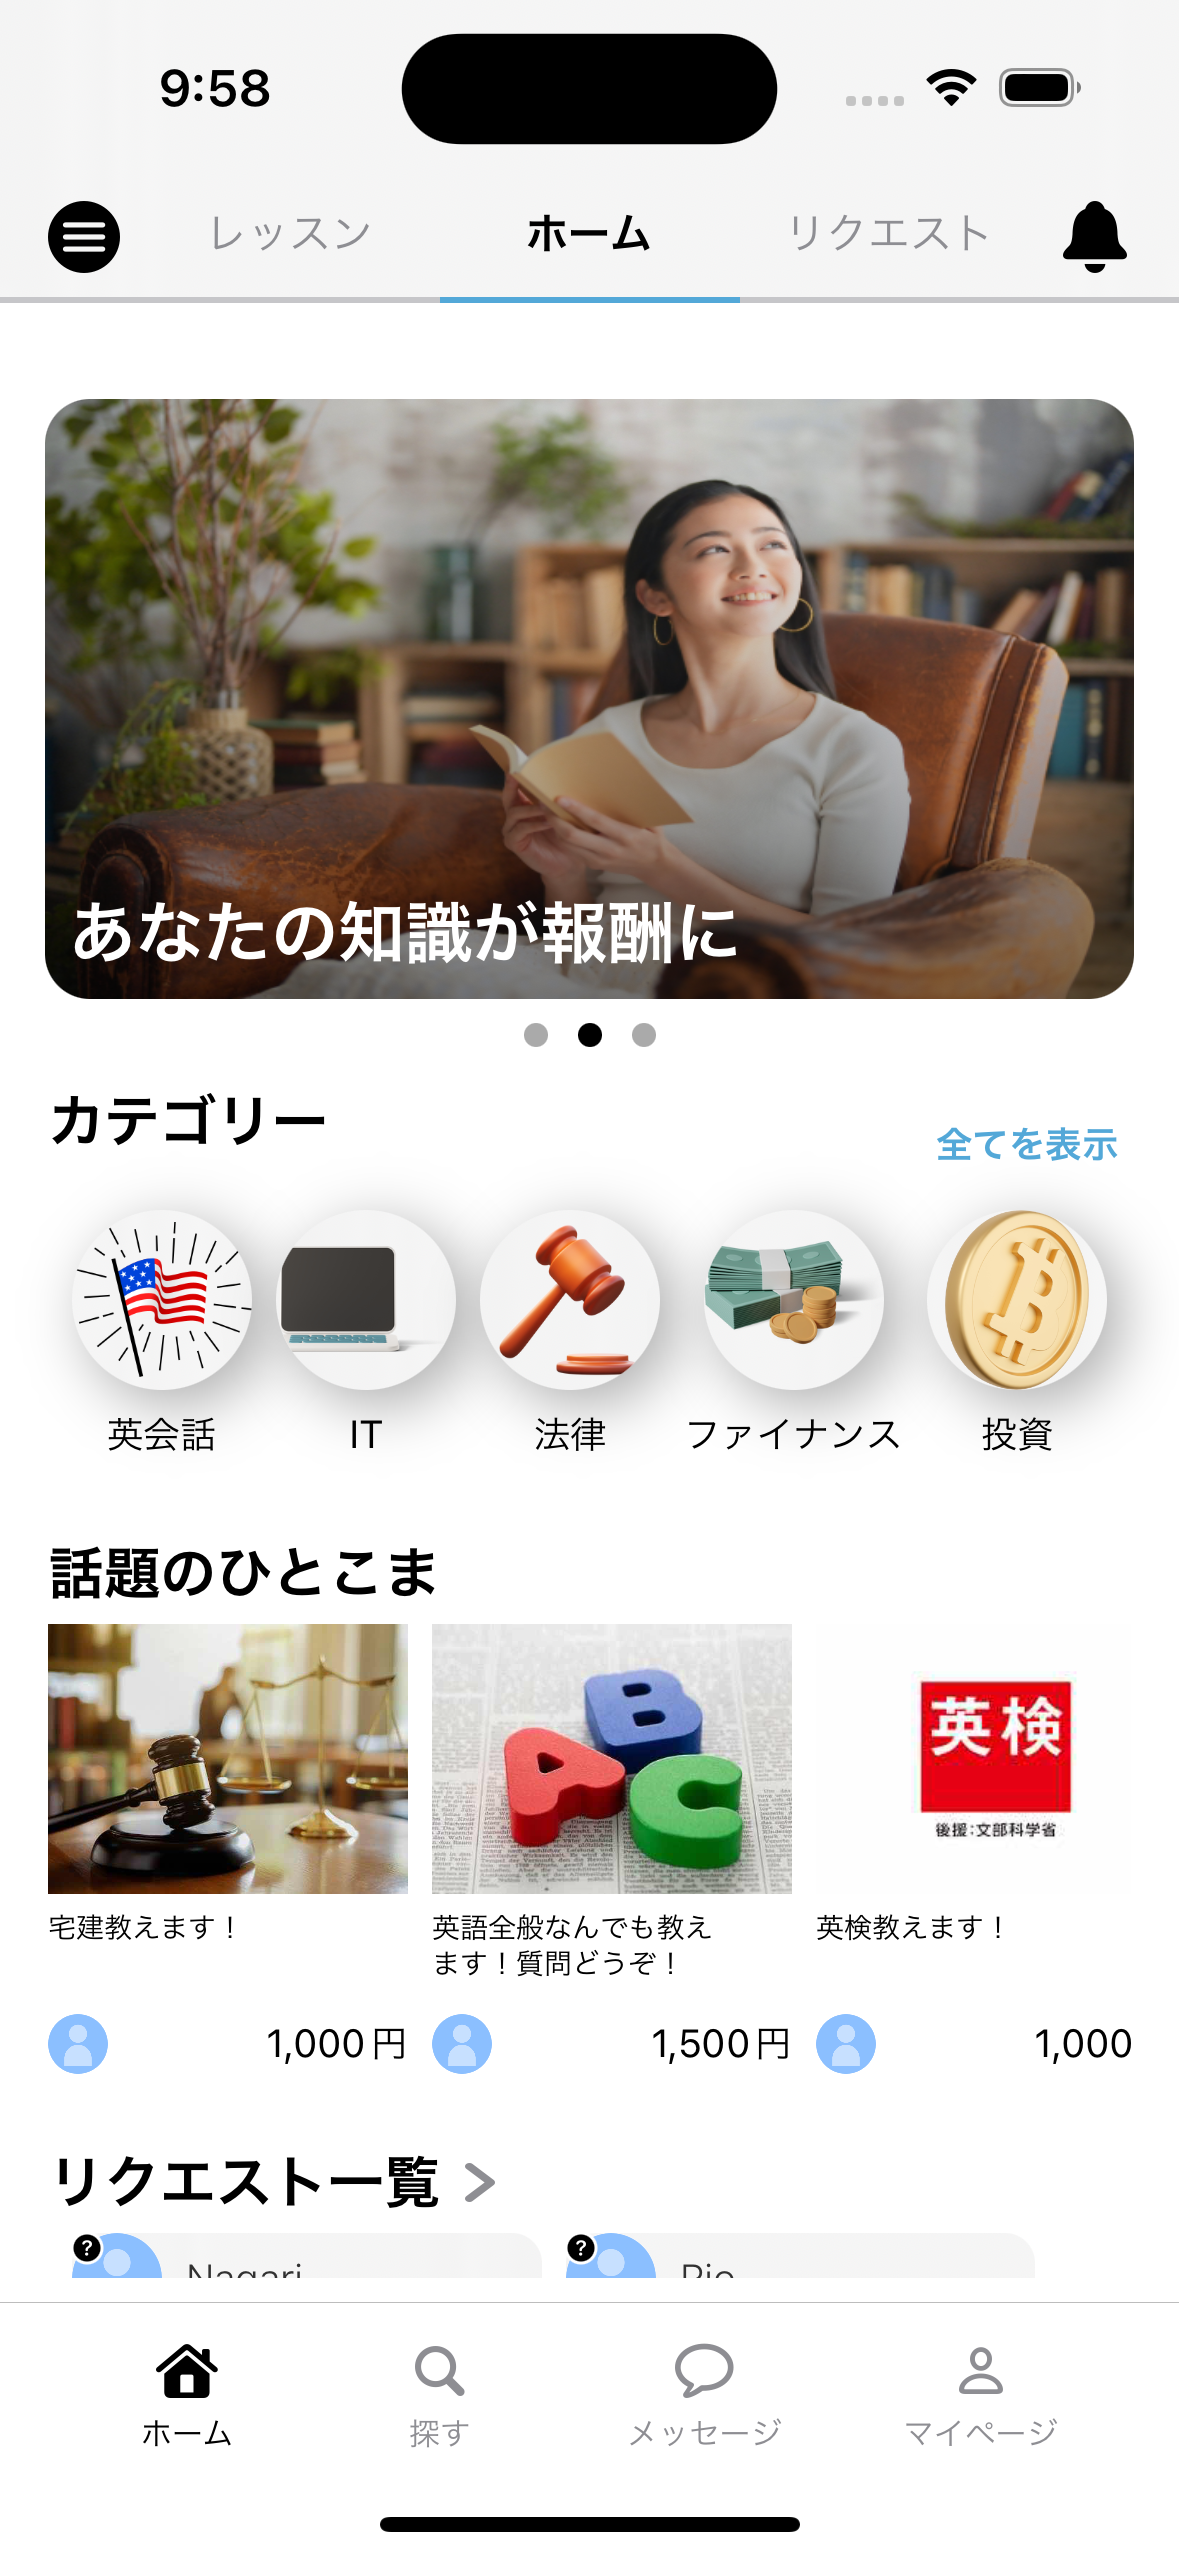 9:58
レッスン
ホーム
リクエスト
あなたの知識が報酬に
カテゴリー
全てを表示
英会話
IT
法律
ファイナンス
投資
話題のひとこま
ABC
英検
後援:文部科学省
宅建教えます！
英語全般なんでも教え
ます！質問どうぞ！
英検教えます！
1,000 円
1,500 円
1,000
リクエスト一覧
?
Nagari
?
Rio
ホーム
探す
メッセージ
マイページ